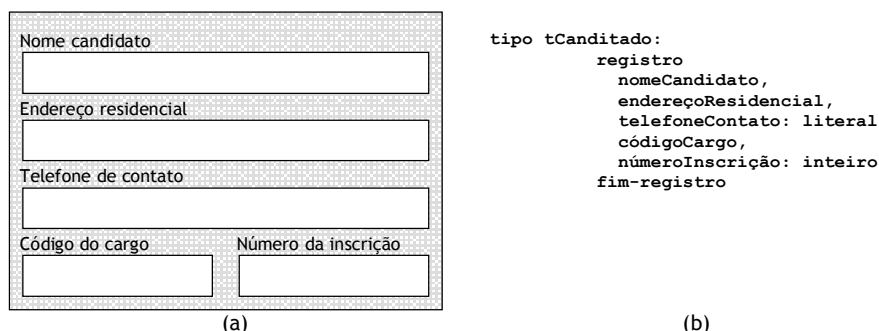 Nome candidato
Endereço residencial
Telefone de contato
Código do cargo Número da inscrição
(a)
tipo tCanditado:
registro
nomeCandidato,
endereçoResidencial,
telefoneContato: literal
códigoCargo,
númeroInscrição: inteiro
fim-registro
(b)